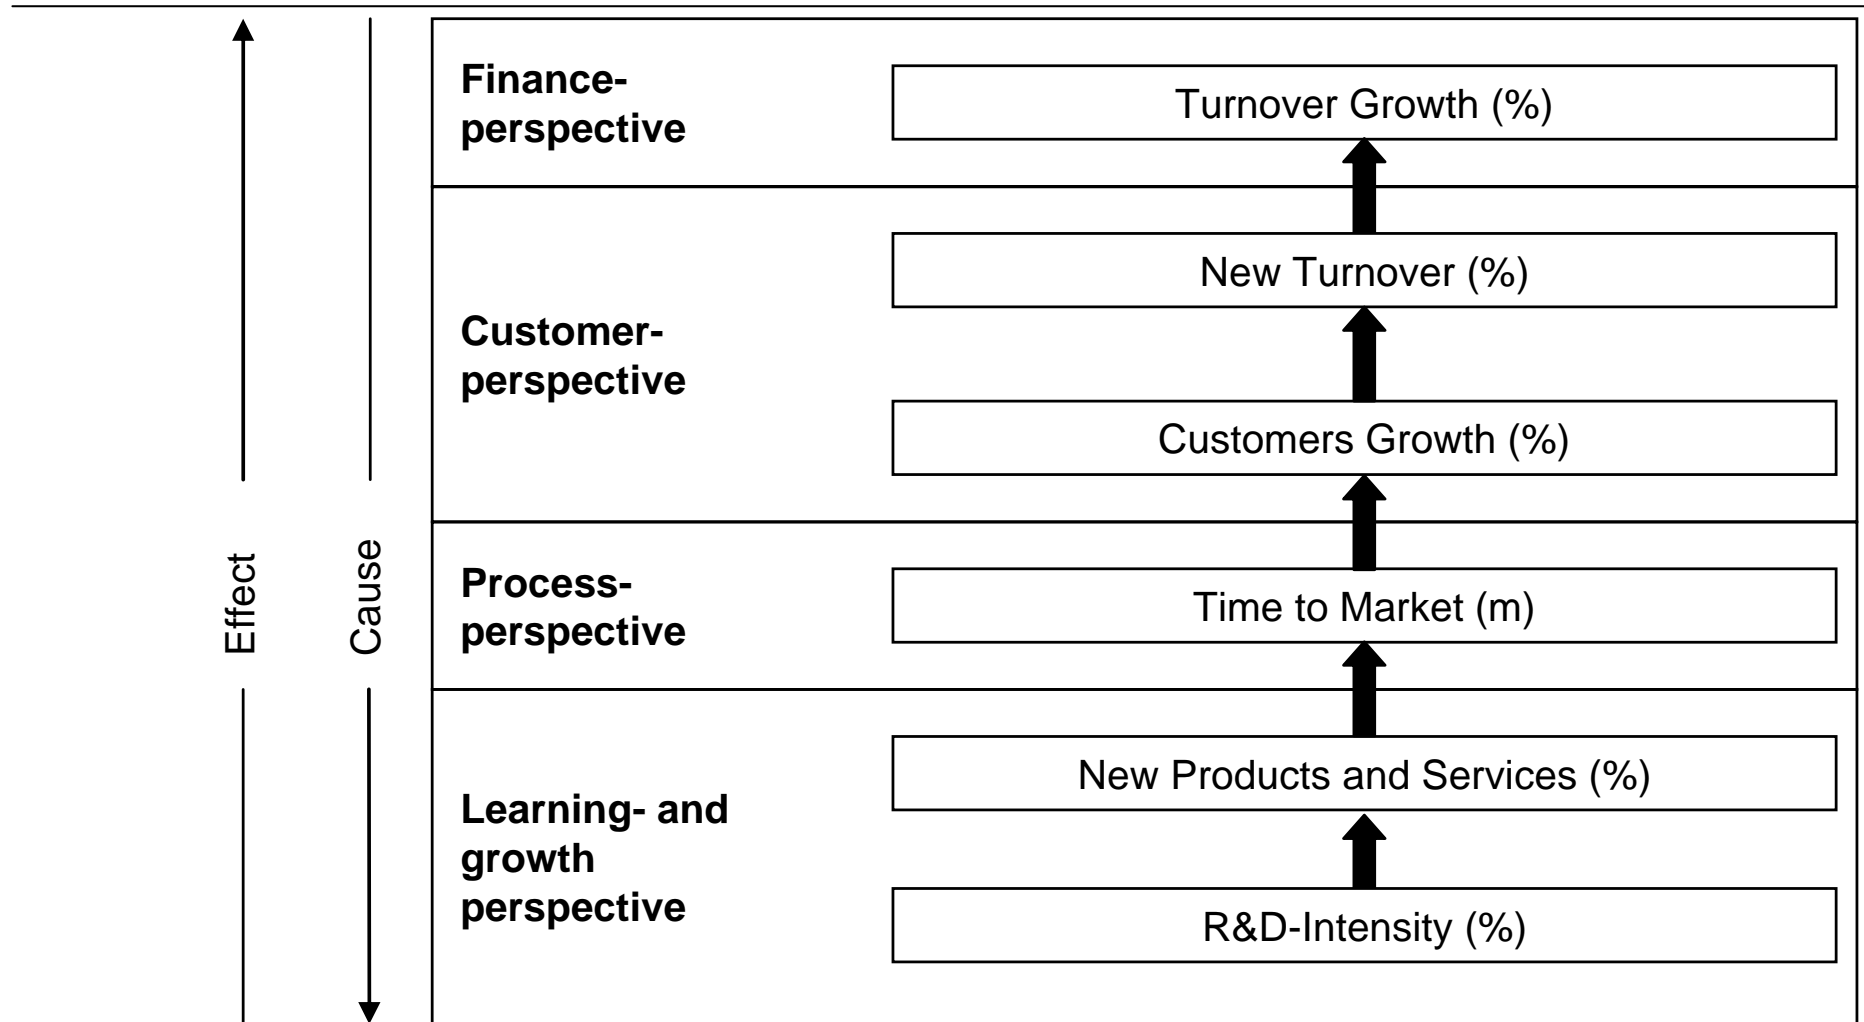 Finance-
perspective
Turnover Growth (%)
New Turnover (%)
Customer-
perspective
Customers Growth (%)
Effect
Cause
Process-
perspective
Time to Market (m)
New Products and Services (%)
Learning- and
growth
perspective
R&D-Intensity (%)